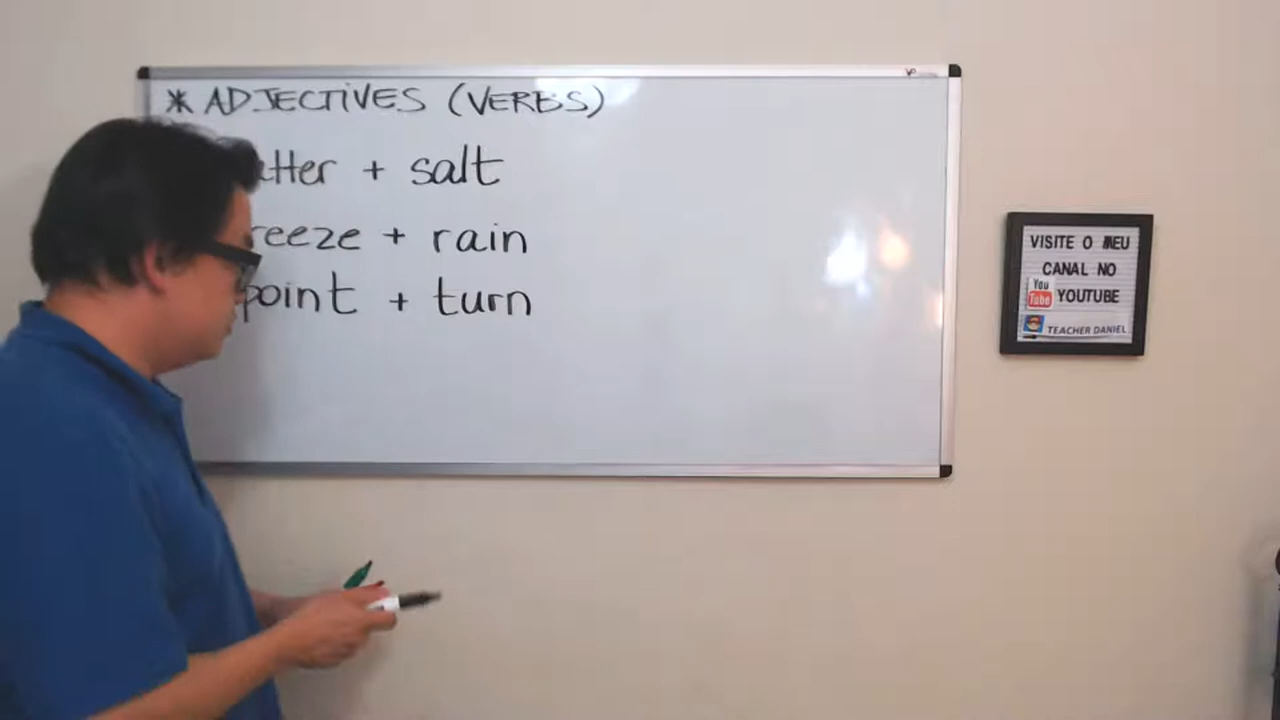 * ADJECTIVES (VERBS)
+ salt
+ rain
point + turn
VISITE O MEU
CANAL NO
You Tube YOUTUBE
TEACHER DANIEL